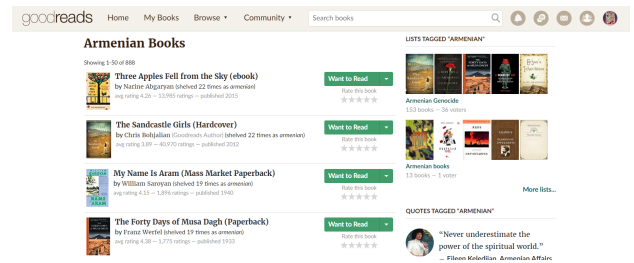 goodreads Home My Books Browse ▾ Community ▾ Search books
Armenian Books
Showing 1-50 of 888
Three Apples Fell from the Sky (ebook)
by Narine Abgaryan (shelved 22 times as armenian)
avg rating 4.26 — 13,985 ratings — published 2015
Want to Read
Rate this book
The Sandcastle Girls (Hardcover)
by Chris Bohjalian (Goodreads Author) (shelved 22 times as armenian)
avg rating 3.89 — 40,970 ratings — published 2012
Want to Read
Rate this book
My Name Is Aram (Mass Market Paperback)
by William Saroyan (shelved 19 times as armenian)
avg rating 4.15 — 1,896 ratings — published 1940
Want to Read
Rate this book
The Forty Days of Musa Dagh (Paperback)
by Franz Werfel (shelved 19 times as armenian)
avg rating 4.38 — 1,775 ratings — published 1933
Want to Read
Rate this book
LISTS TAGGED "ARMENIAN"
Armenian Genocide
153 books — 36 voters
Armenian books
13 books — 1 voter
More lists...
QUOTES TAGGED "ARMENIAN"
“Never underestimate the
power of the spiritual world.”
― Eileen Keledjian, Armenian Affairs